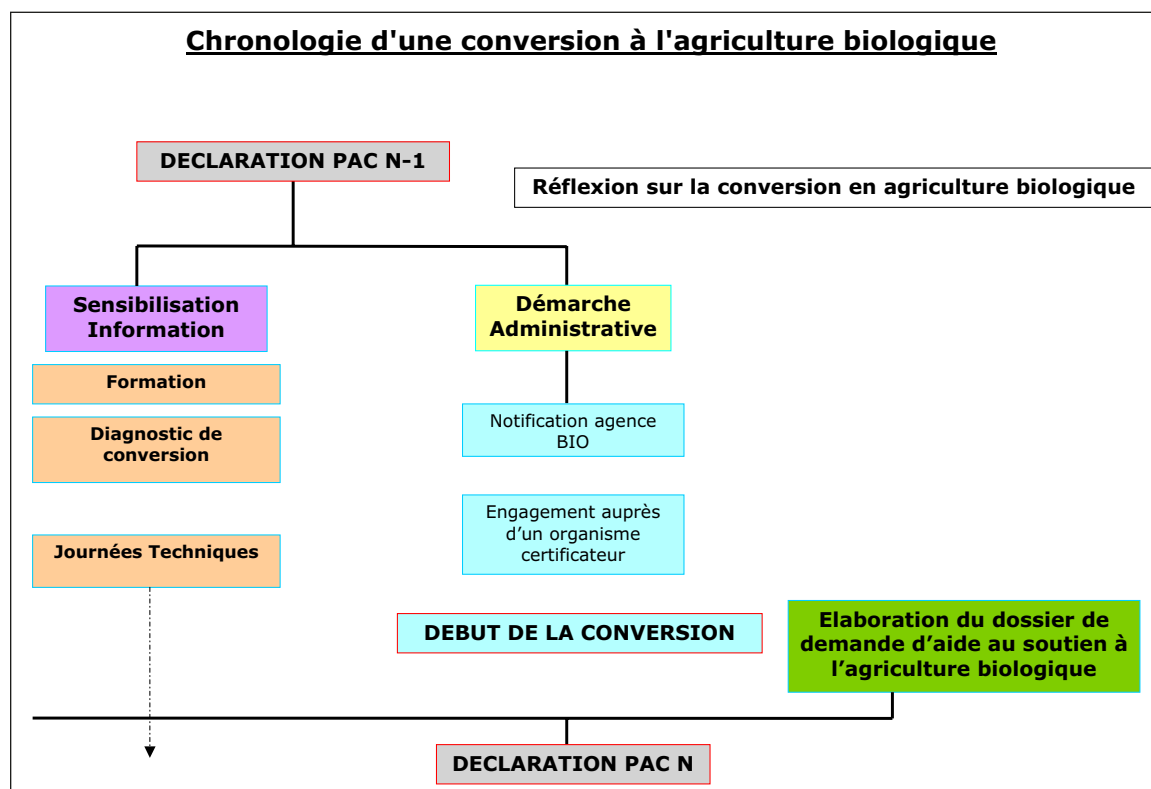 Chronologie d'une conversion à l'agriculture biologique
DECLARATION PAC N-1
Réflexion sur la conversion en agriculture biologique
Sensibilisation
Information
Démarche
Administrative
Formation
Diagnostic de
conversion
Notification agence
BIO
Engagement auprès
d’un organisme
certificateur
Journées Techniques
DEBUT DE LA CONVERSION
Elaboration du dossier de
demande d’aide au soutien à
l’agriculture biologique
DECLARATION PAC N